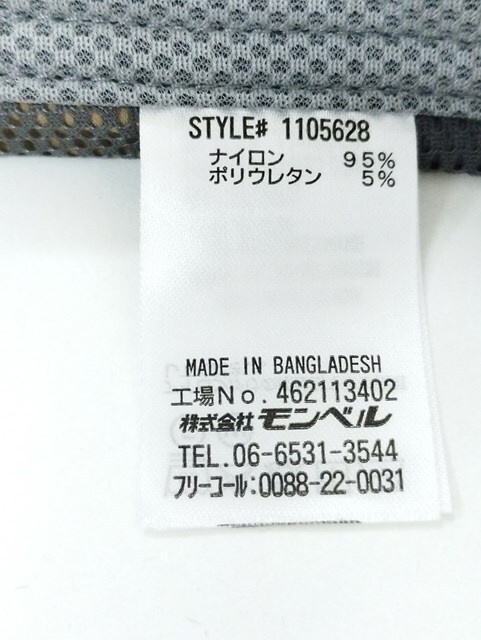 STYLE# 1105628
ナイロン 95%
ポリウレタン 5%
MADE IN BANGLADESH
工場No. 462113402
株式会社モンベル
TEL. 06-6531-3544
フリーコール:0088-22-0031